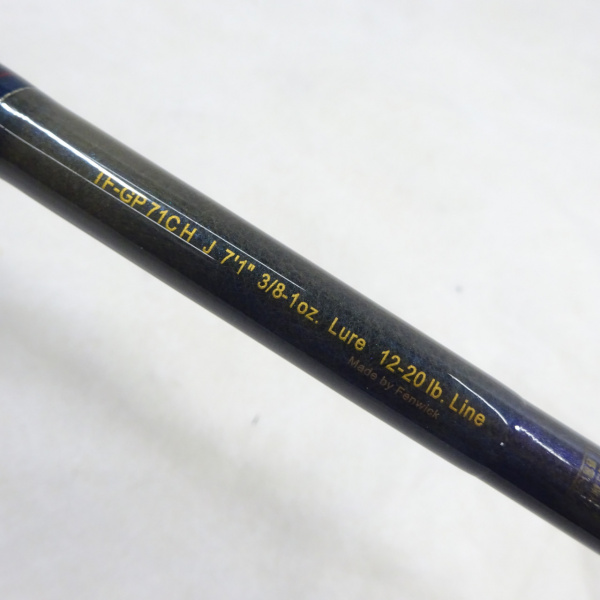 TF-GP71CH J 7'1" 3/8-1oz. Lure 12-20 lb. Line
Made by Fenwick